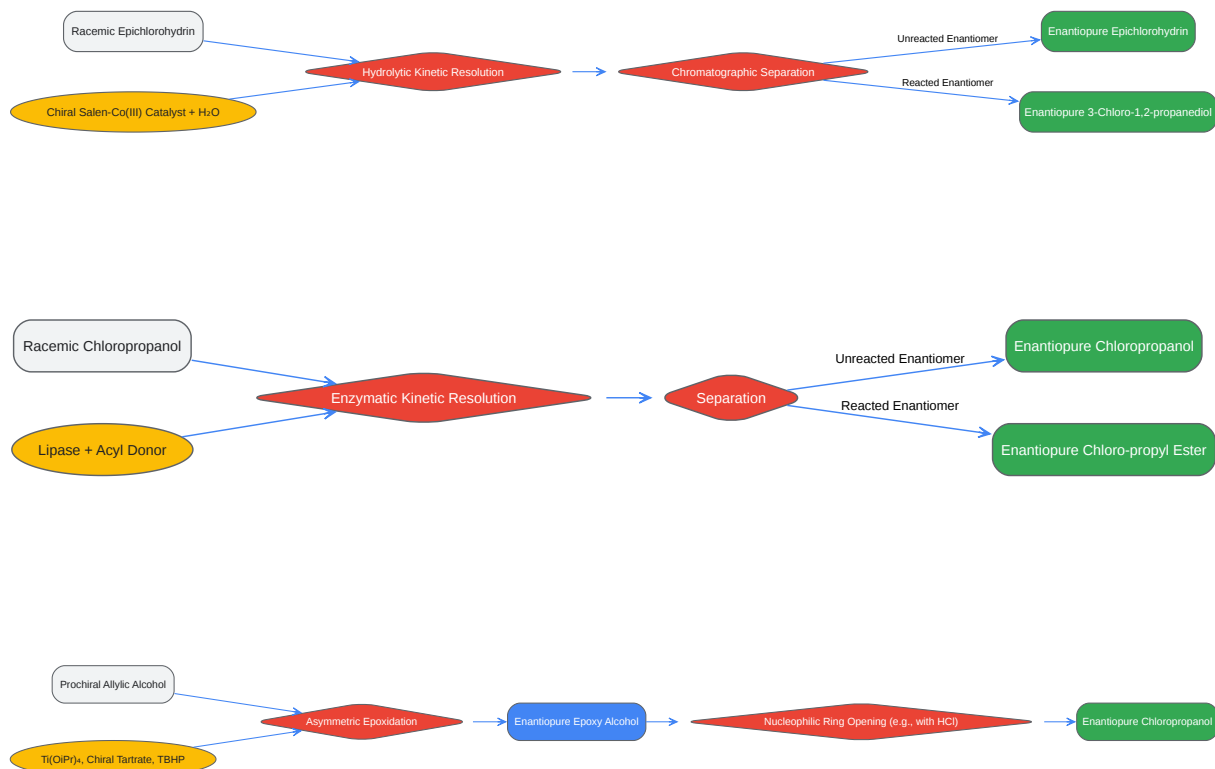 Racemic Epichlorohydrin
Chiral Salen-Co(III) Catalyst + H₂O
Hydrolytic Kinetic Resolution
Chromatographic Separation
Unreacted Enantiomer
Reacted Enantiomer
Enantiopure Epichlorohydrin
Enantiopure 3-Chloro-1,2-propanediol
Racemic Chloropropanol
Lipase + Acyl Donor
Enzymatic Kinetic Resolution
Separation
Unreacted Enantiomer
Reacted Enantiomer
Enantiopure Chloropropanol
Enantiopure Chloro-propyl Ester
Prochiral Allylic Alcohol
Ti(OiPr)₄, Chiral Tartrate, TBHP
Asymmetric Epoxidation
Enantiopure Epoxy Alcohol
Nucleophilic Ring Opening (e.g., with HCl)
Enantiopure Chloropropanol